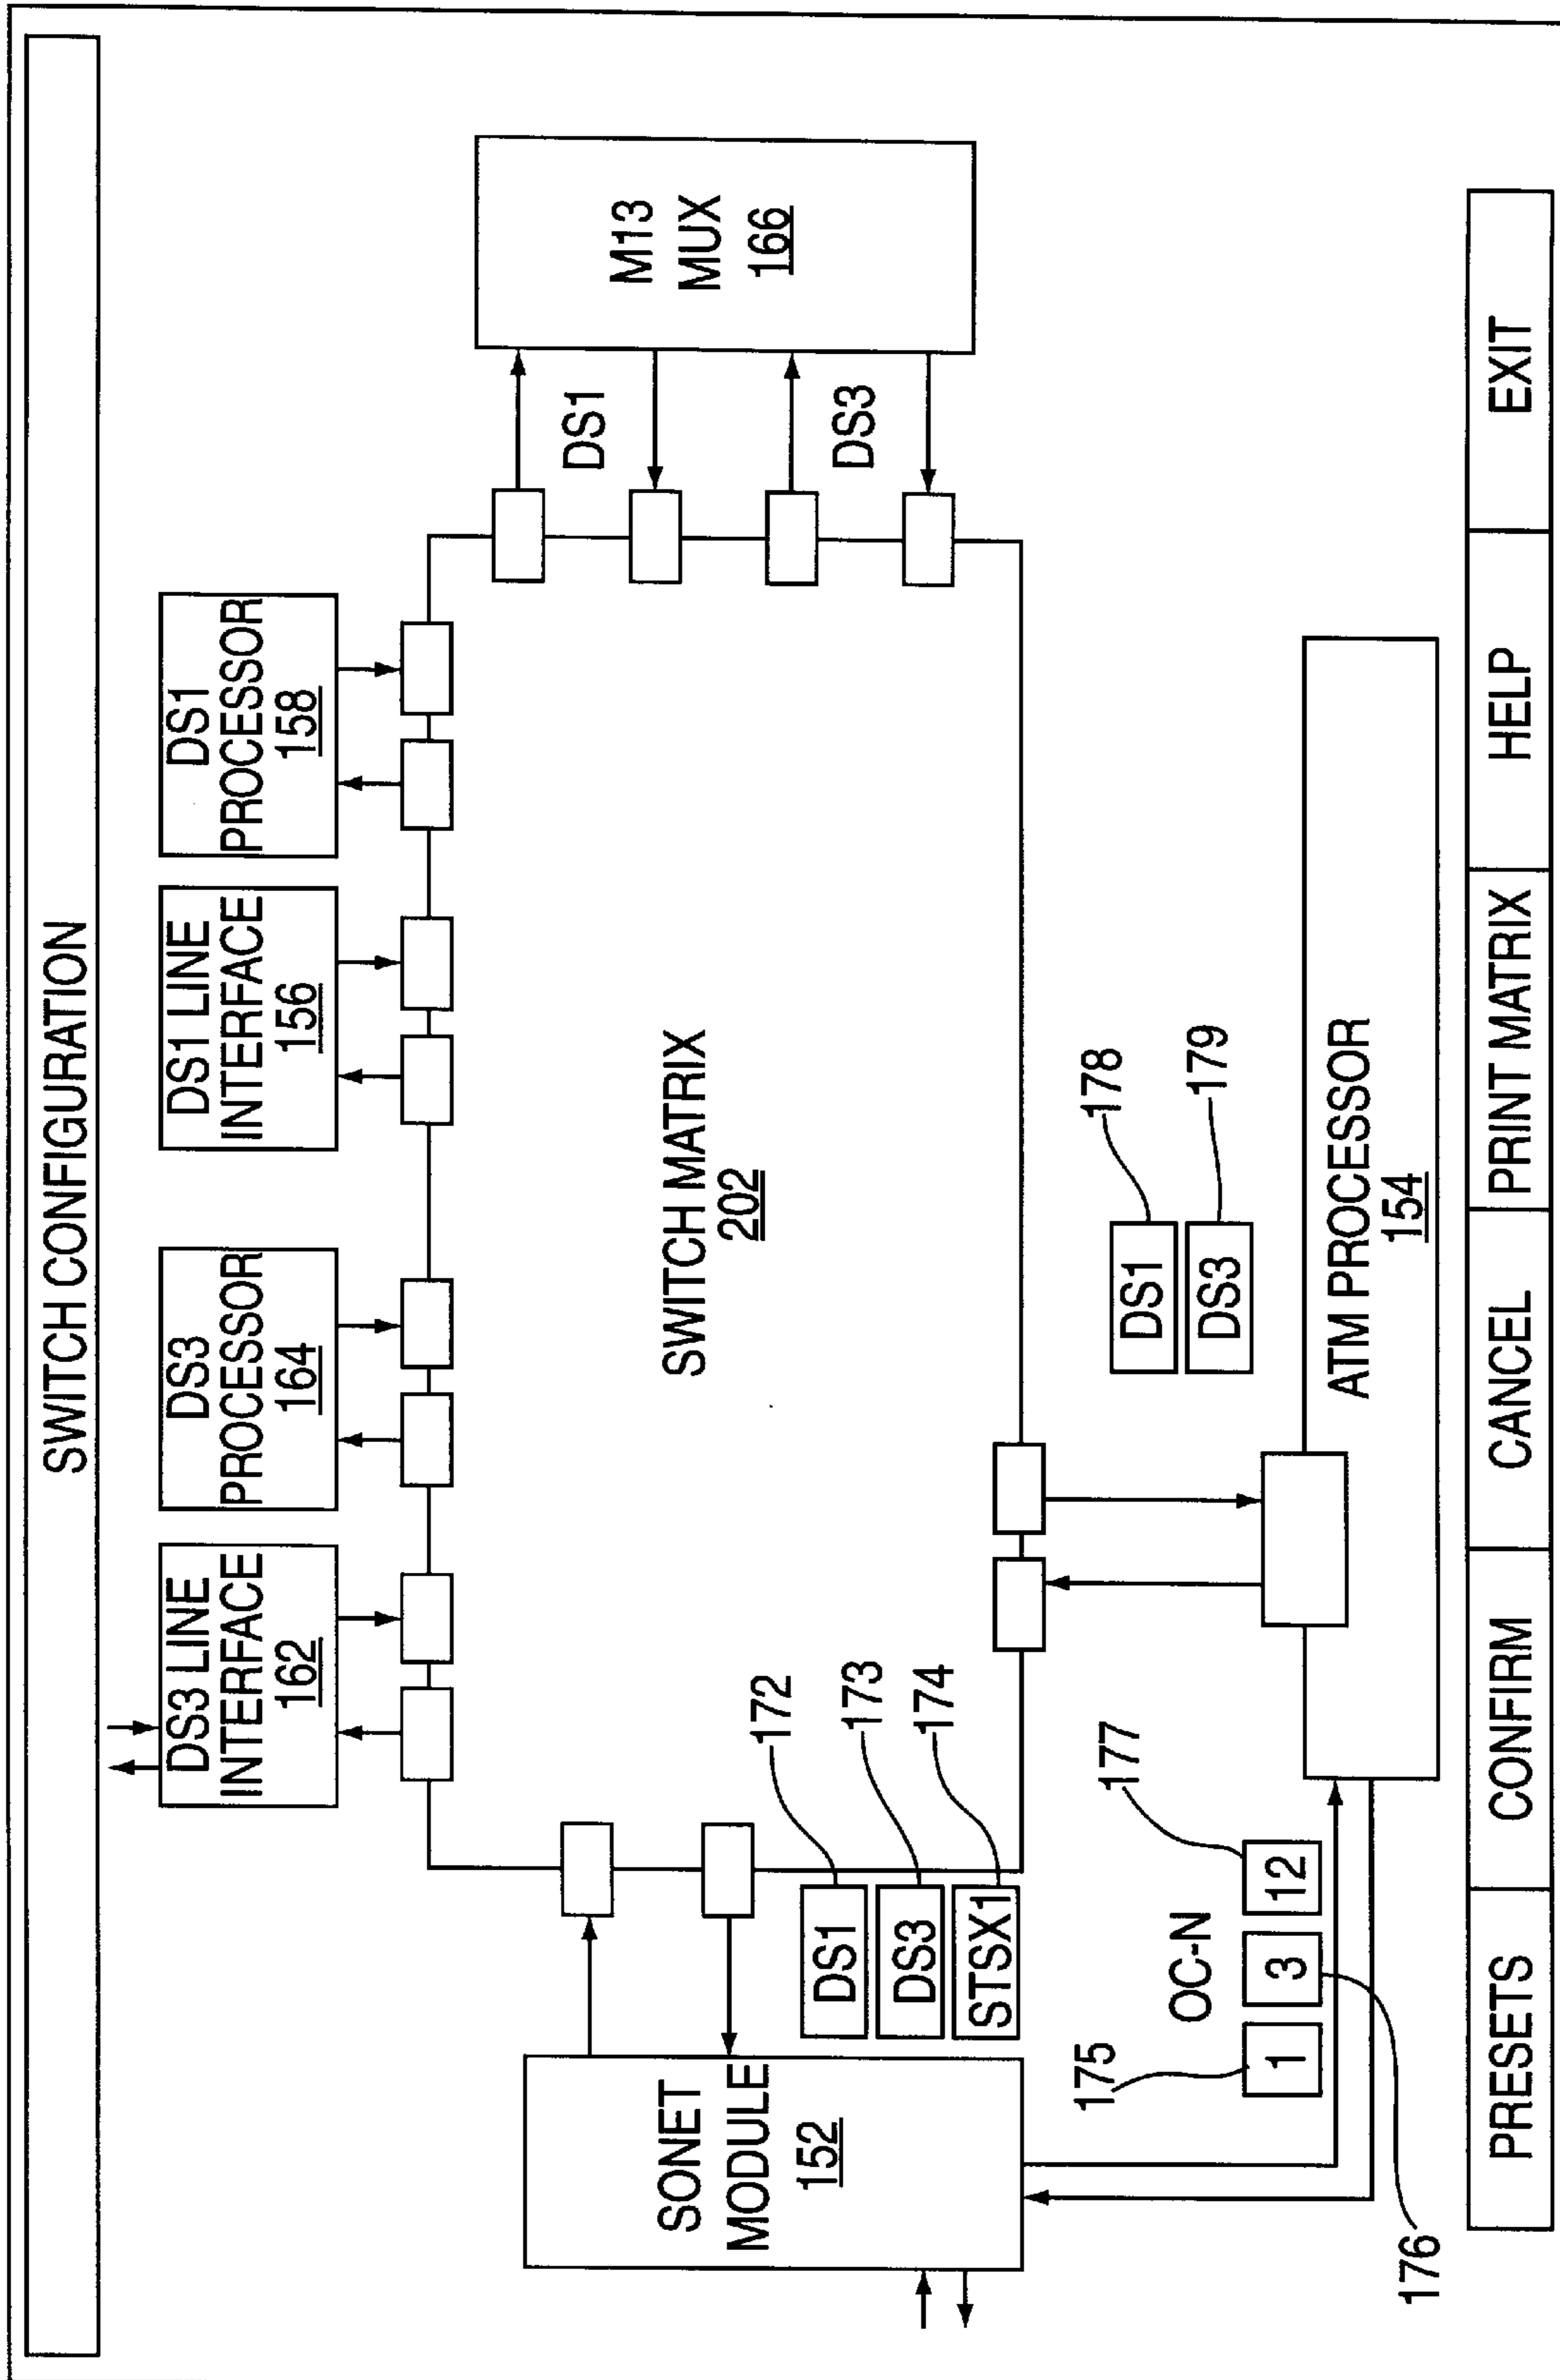 SWITCH CONFIGURATION
DS3 LINE
INTERFACE
162
DS3
PROCESSOR
164
DS1 LINE
INTERFACE
156
DS1
PROCESSOR
158
SONET
MODULE
152
SWITCH MATRIX
202
DS1
DS3
M13
MUX
166
DS1
172
DS3
173
STSX1
174
OC-N
175
1
3
176
12
177
DS1
178
DS3
179
ATM PROCESSOR
154
PRESETS
CONFIRM
CANCEL
PRINT MATRIX
HELP
EXIT